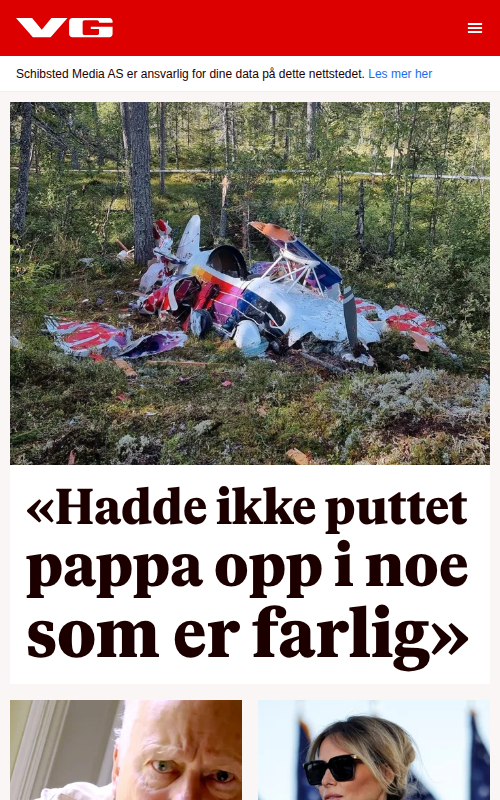 VG
Schibsted Media AS er ansvarlig for dine data på dette nettstedet. Les mer her
«Hadde ikke puttet
pappa opp i noe
som er farlig»